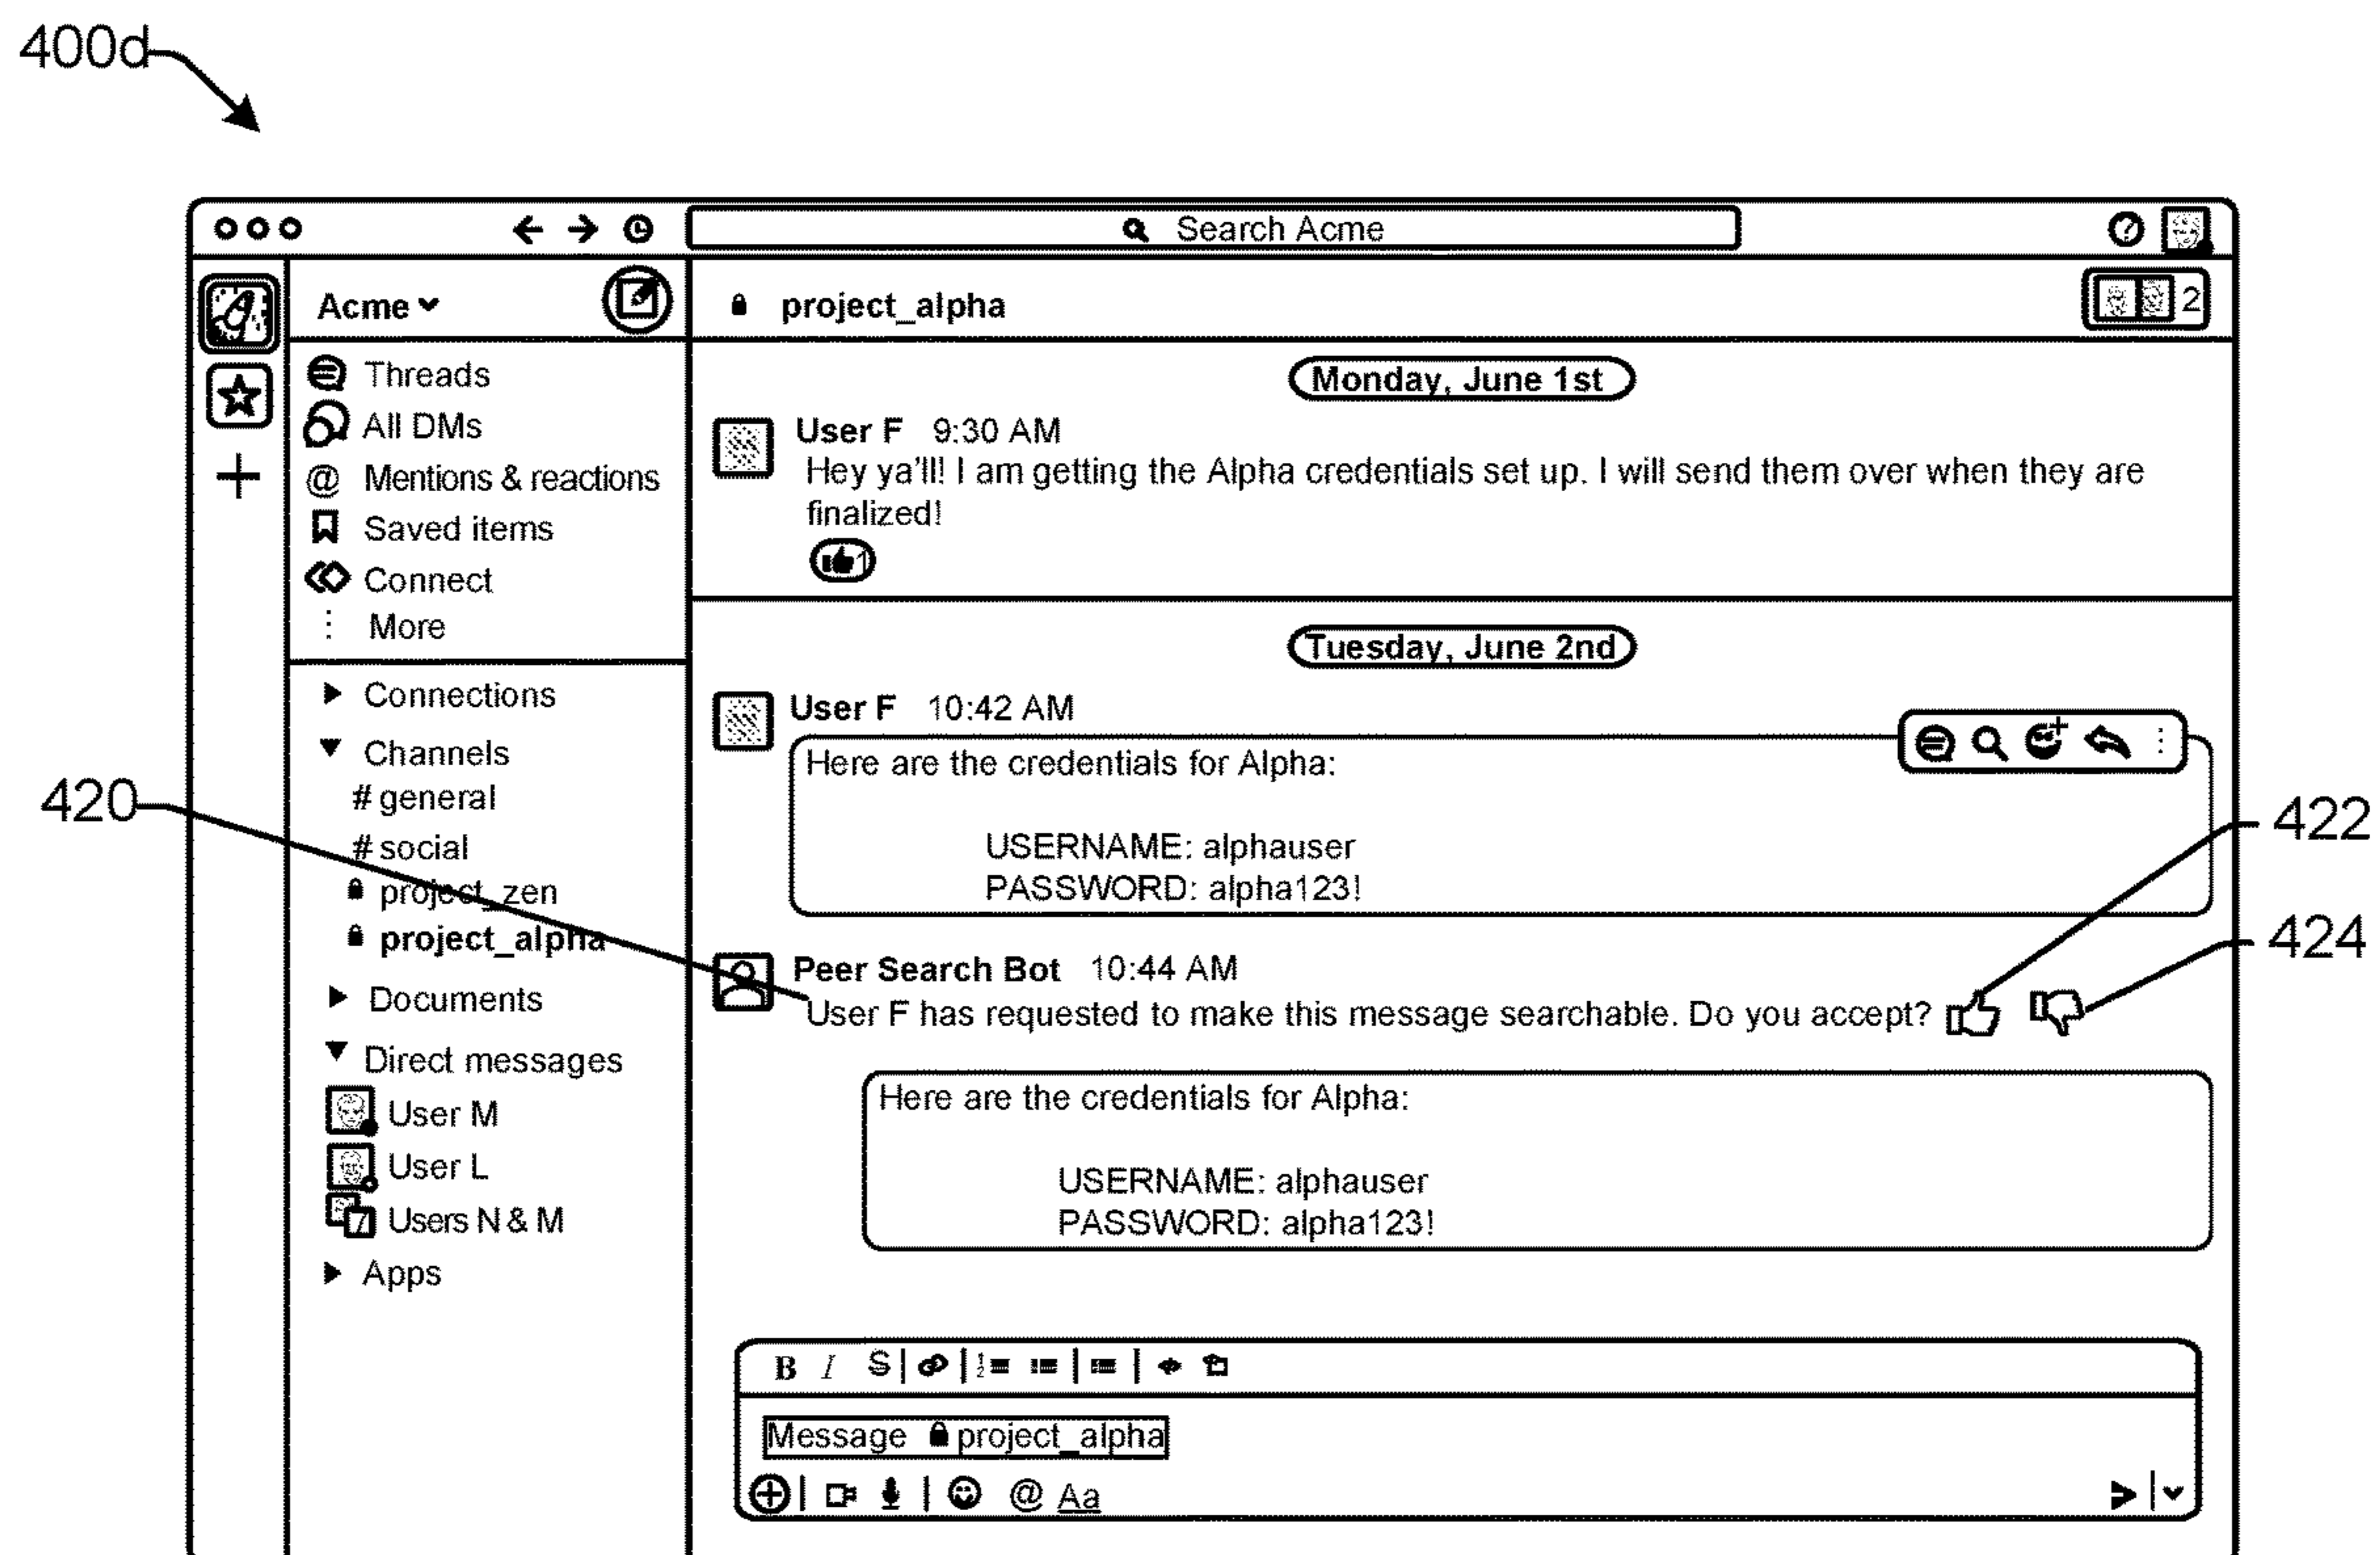 400d
Search Acme
Acme
project_alpha
2
Threads
All DMs
@ Mentions & reactions
Saved items
Connect
More
Connections
Channels
# general
# social
project_zen
project_alpha
Documents
Direct messages
User M
User L
7
Users N & M
Apps
Monday, June 1st
User F 9:30 AM
Hey ya'll! I am getting the Alpha credentials set up. I will send them over when they are
finalized!
1
Tuesday, June 2nd
User F 10:42 AM
Here are the credentials for Alpha:
USERNAME: alphauser
PASSWORD: alpha123!
420
422
424
Peer Search Bot 10:44 AM
User F has requested to make this message searchable. Do you accept?
Here are the credentials for Alpha:
USERNAME: alphauser
PASSWORD: alpha123!
B I S
Message project_alpha
@ Aa